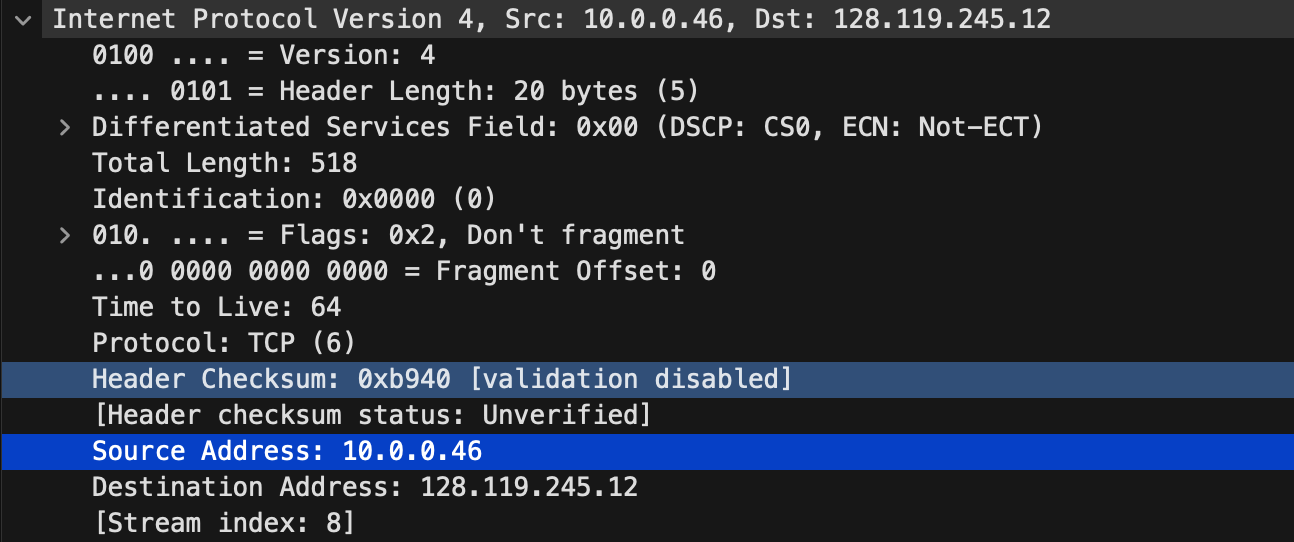 Internet Protocol Version 4, Src: 10.0.0.46, Dst: 128.119.245.12
0100 .... = Version: 4
.... 0101 = Header Length: 20 bytes (5)
Differentiated Services Field: 0x00 (DSCP: CS0, ECN: Not-ECT)
Total Length: 518
Identification: 0x0000 (0)
010. .... = Flags: 0x2, Don't fragment
...0 0000 0000 0000 = Fragment Offset: 0
Time to Live: 64
Protocol: TCP (6)
Header Checksum: 0xb940 [validation disabled]
[Header checksum status: Unverified]
Source Address: 10.0.0.46
Destination Address: 128.119.245.12
[Stream index: 8]